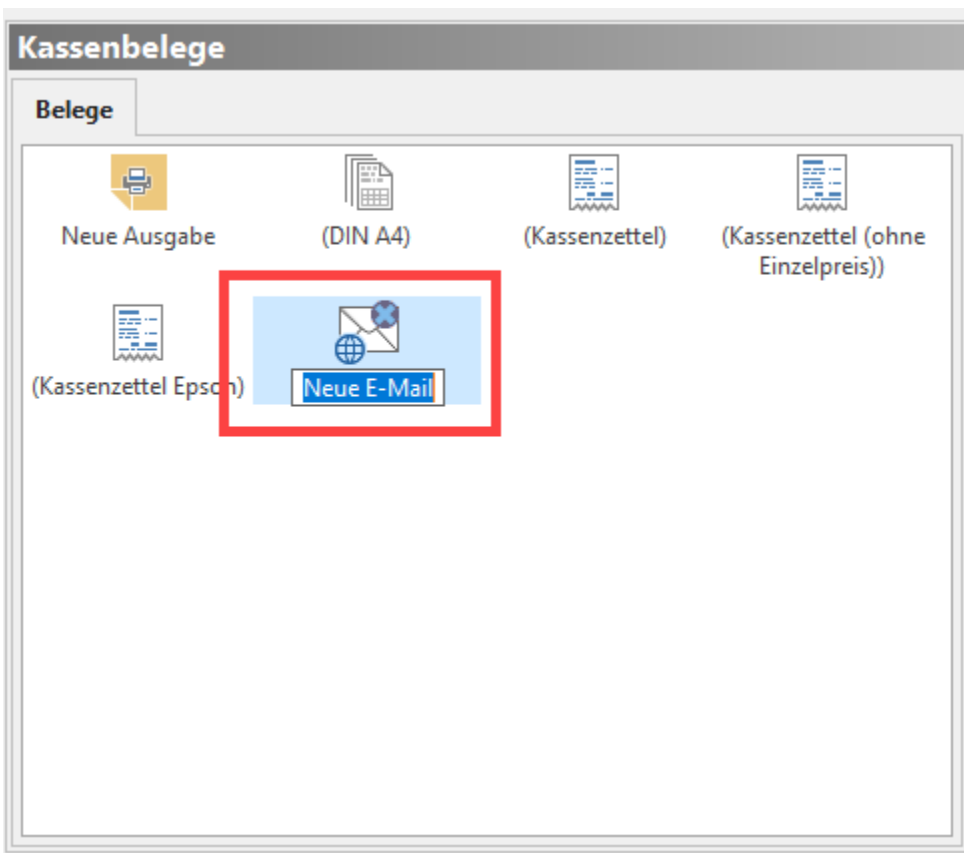 Kassenbelege
Belege
Neue Ausgabe
(DIN A4)
(Kassenzettel)
(Kassenzettel (ohne
Einzelpreis))
(Kassenzettel Epson)
Neue E-Mail